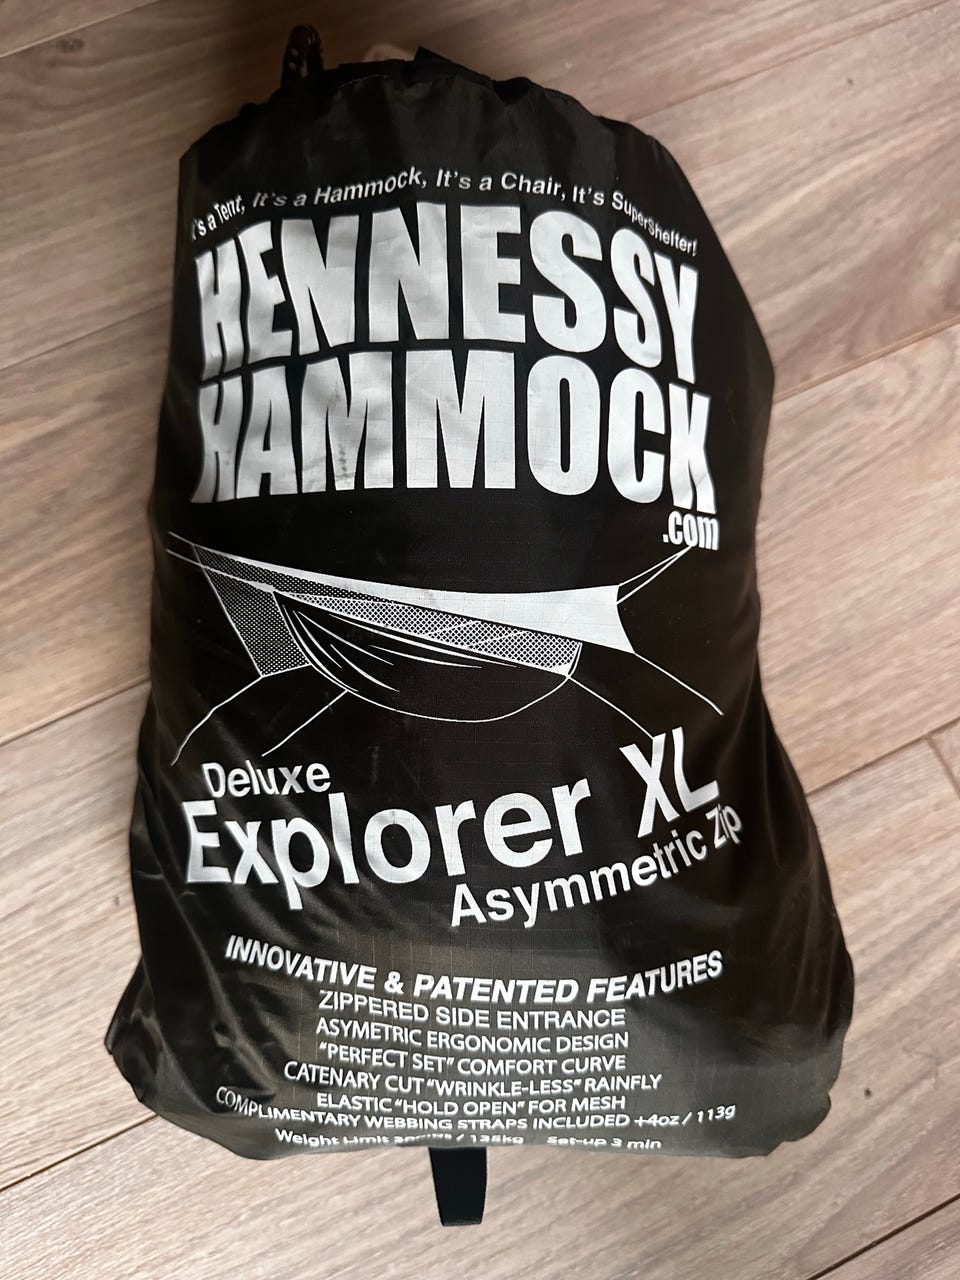 It's a Tent, It's a Hammock, It's a Chair, It's SuperShelter!
HENNESSY
HAMMOCK
.com
Deluxe
Explorer XL
Asymmetric Zip
INNOVATIVE & PATENTED FEATURES
ZIPPERED SIDE ENTRANCE
ASYMETRIC ERGONOMIC DESIGN
"PERFECT SET" COMFORT CURVE
CATENARY CUT "WRINKLE-LESS" RAINFLY
ELASTIC "HOLD OPEN" FOR MESH
COMPLIMENTARY WEBBING STRAPS INCLUDED +4oz / 113g
Weight Limit / 135kg Set-up 3 min